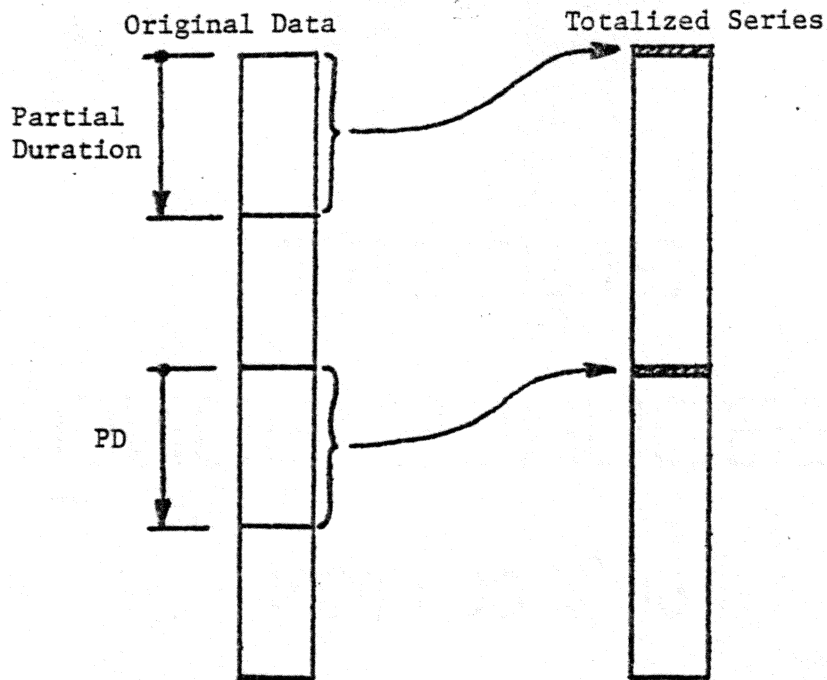 Original Data
Totalized Series
Partial
Duration
PD